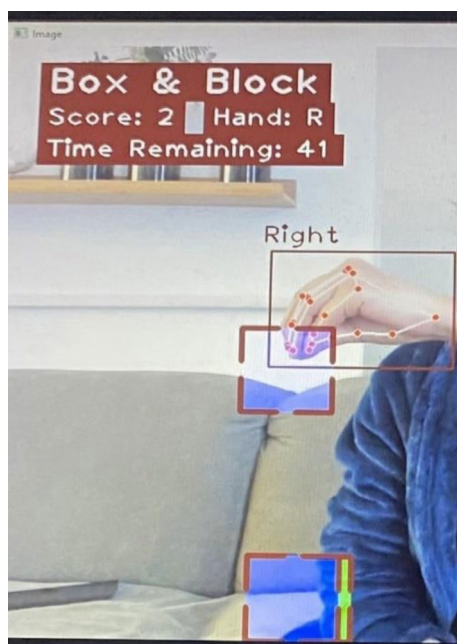 Image
Box & Block
Score: 2 Hand: R
Time Remaining: 41
Right